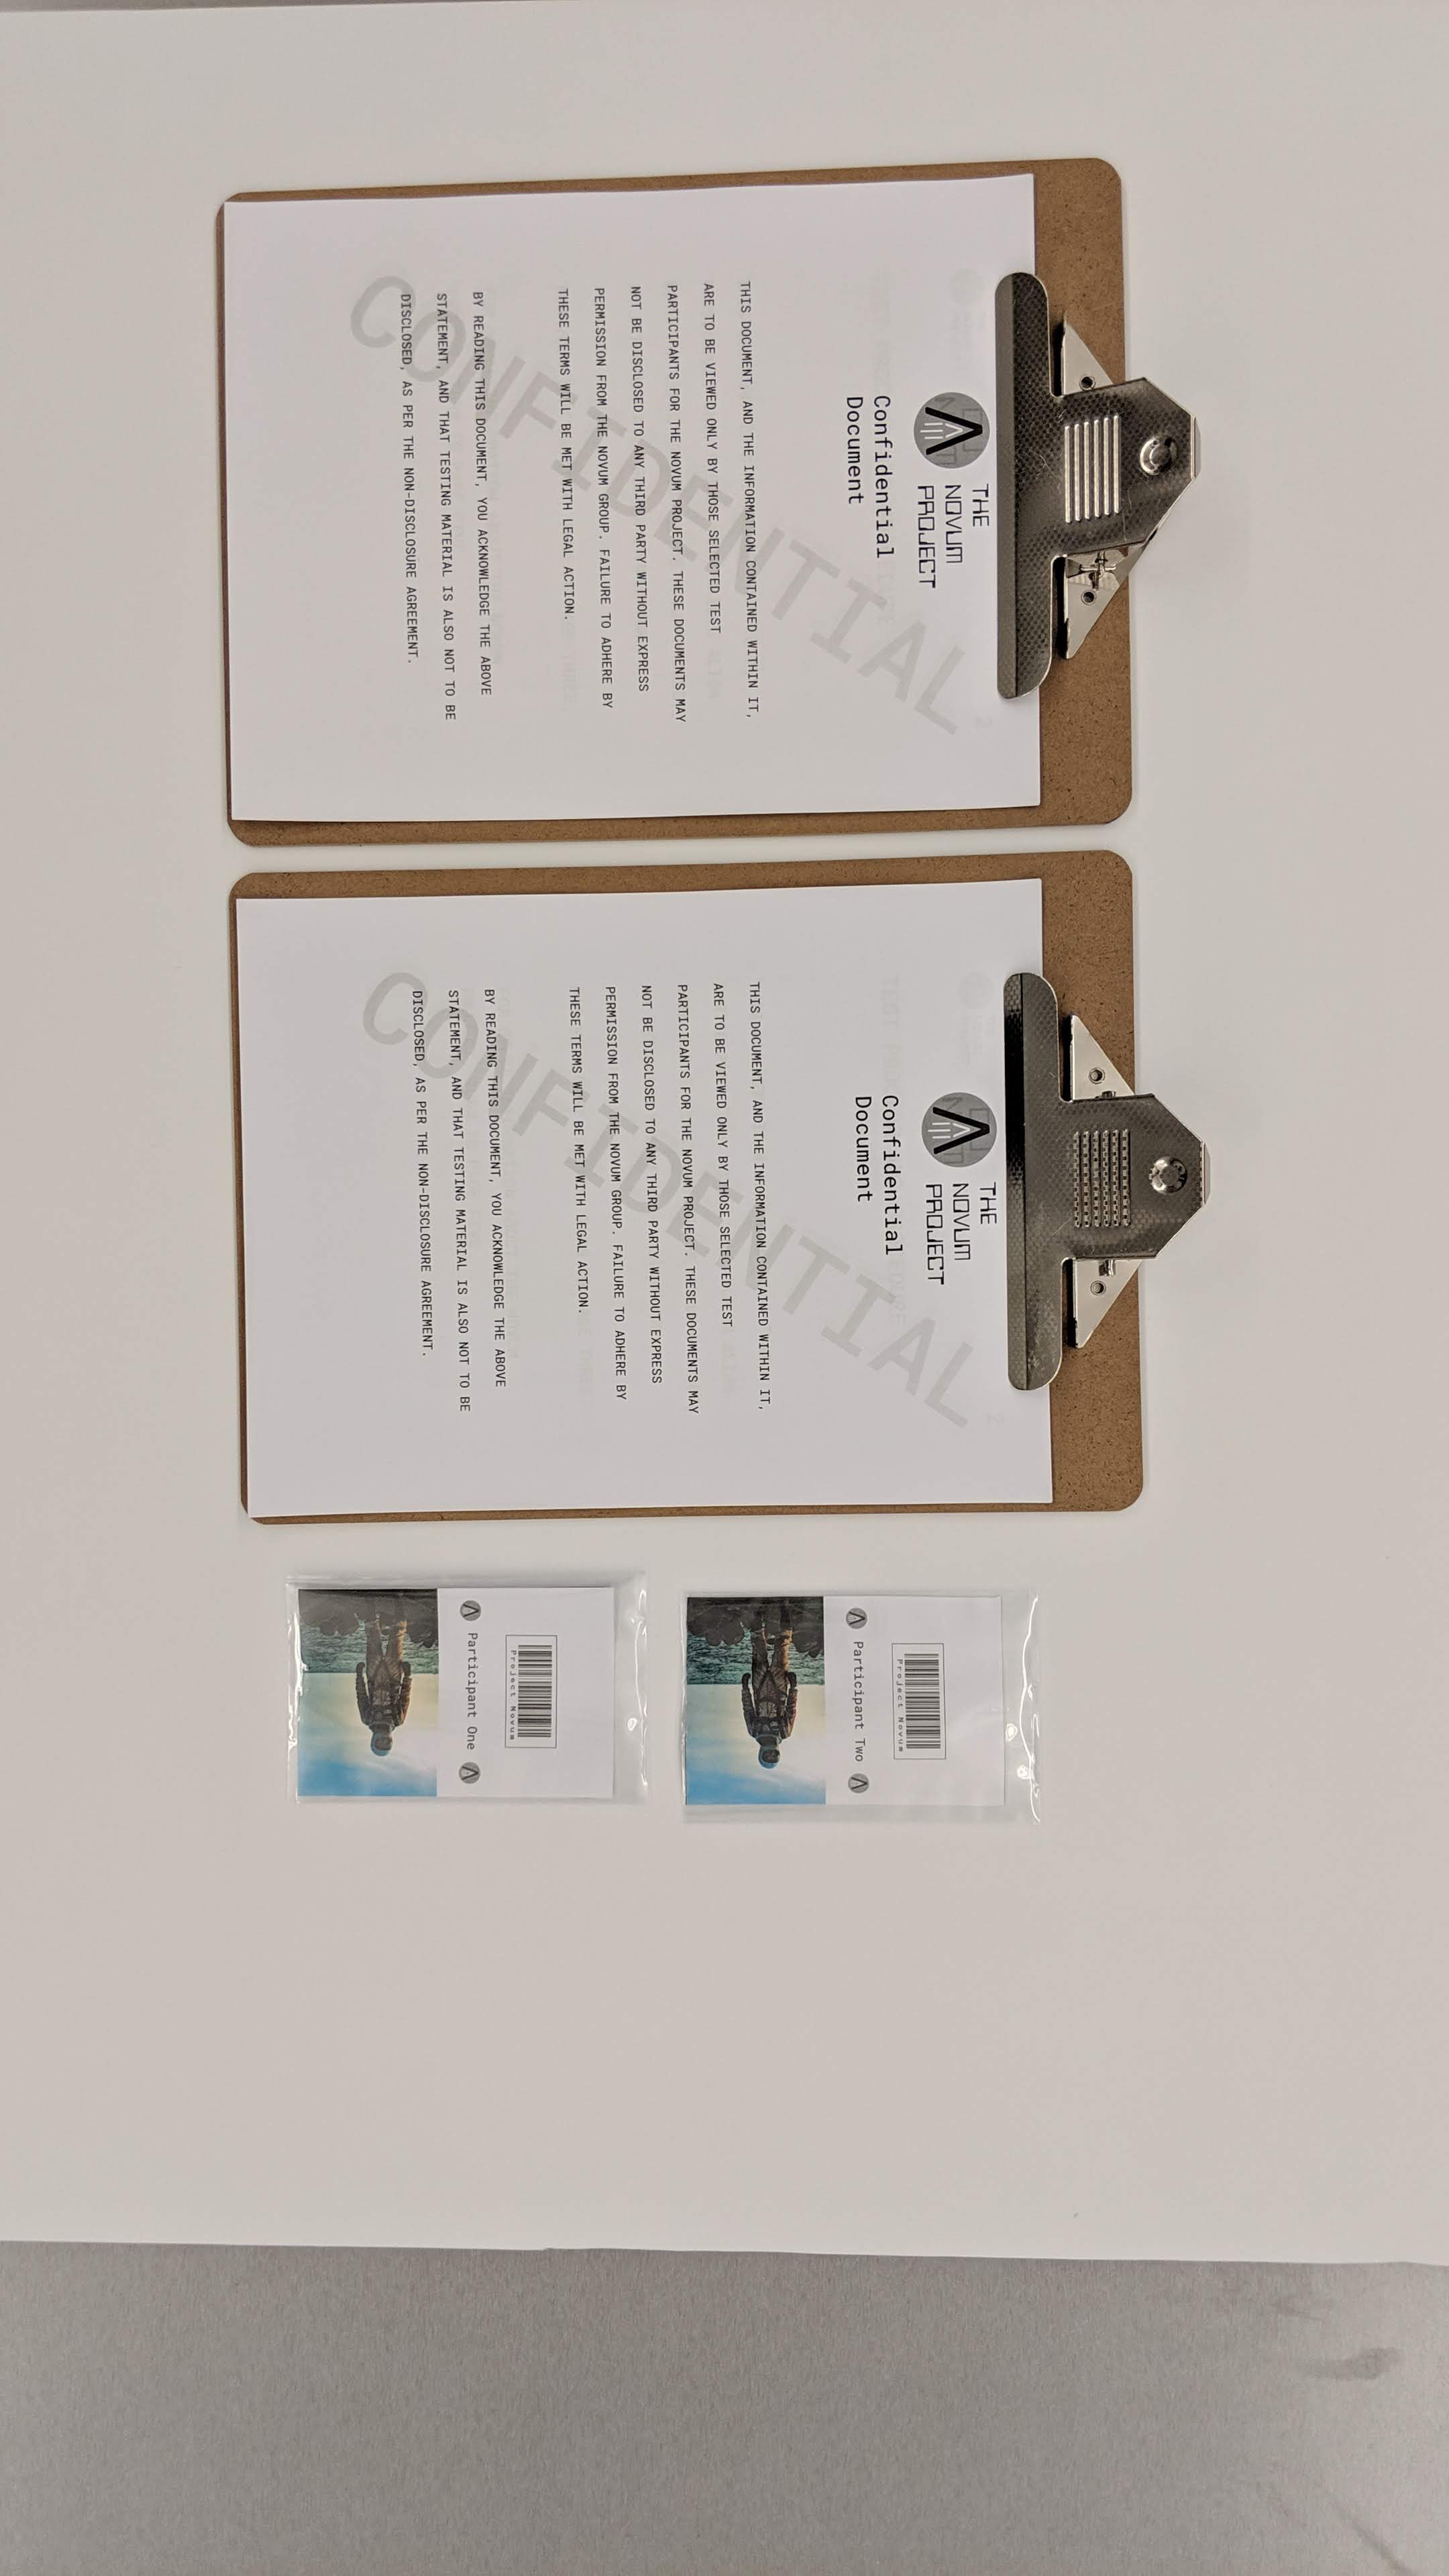 THE
NOVUM
PROJECT
Confidential
Document
CONFIDENTIAL
THIS DOCUMENT, AND THE INFORMATION CONTAINED WITHIN IT,
ARE TO BE VIEWED ONLY BY THOSE SELECTED TEST
PARTICIPANTS FOR THE NOVUM PROJECT. THESE DOCUMENTS MAY
NOT BE DISCLOSED TO ANY THIRD PARTY WITHOUT EXPRESS
PERMISSION FROM THE NOVUM GROUP. FAILURE TO ADHERE BY
THESE TERMS WILL BE MET WITH LEGAL ACTION.
BY READING THIS DOCUMENT, YOU ACKNOWLEDGE THE ABOVE
STATEMENT, AND THAT TESTING MATERIAL IS ALSO NOT TO BE
DISCLOSED, AS PER THE NON-DISCLOSURE AGREEMENT.
THE
NOVUM
PROJECT
Confidential
Document
CONFIDENTIAL
THIS DOCUMENT, AND THE INFORMATION CONTAINED WITHIN IT,
ARE TO BE VIEWED ONLY BY THOSE SELECTED TEST
PARTICIPANTS FOR THE NOVUM PROJECT. THESE DOCUMENTS MAY
NOT BE DISCLOSED TO ANY THIRD PARTY WITHOUT EXPRESS
PERMISSION FROM THE NOVUM GROUP. FAILURE TO ADHERE BY
THESE TERMS WILL BE MET WITH LEGAL ACTION.
BY READING THIS DOCUMENT, YOU ACKNOWLEDGE THE ABOVE
STATEMENT, AND THAT TESTING MATERIAL IS ALSO NOT TO BE
DISCLOSED, AS PER THE NON-DISCLOSURE AGREEMENT.
Project Novum
Participant Two
Project Novum
Participant One